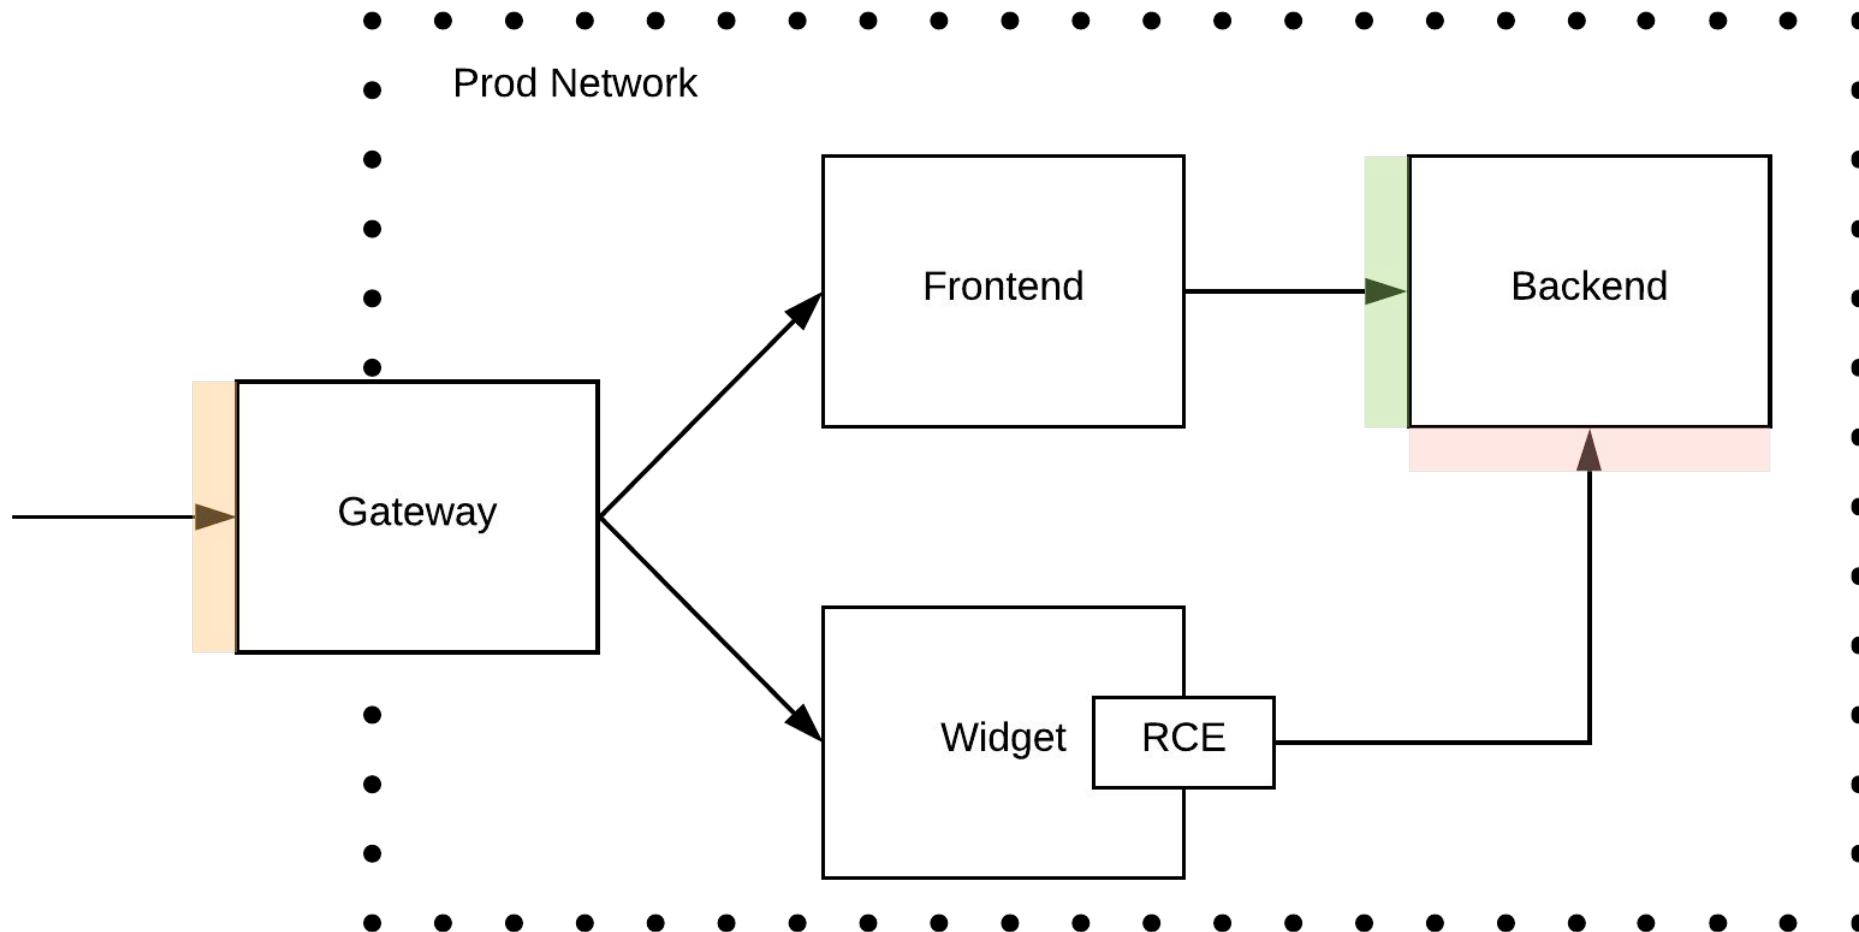 Prod Network
Frontend
Backend
Gateway
Widget
RCE